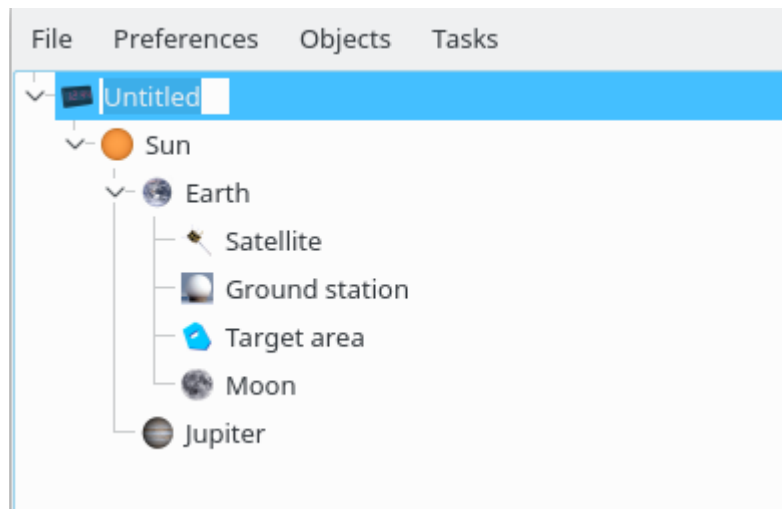 File Preferences Objects Tasks
Untitled
Sun
Earth
Satellite
Ground station
Target area
Moon
Jupiter